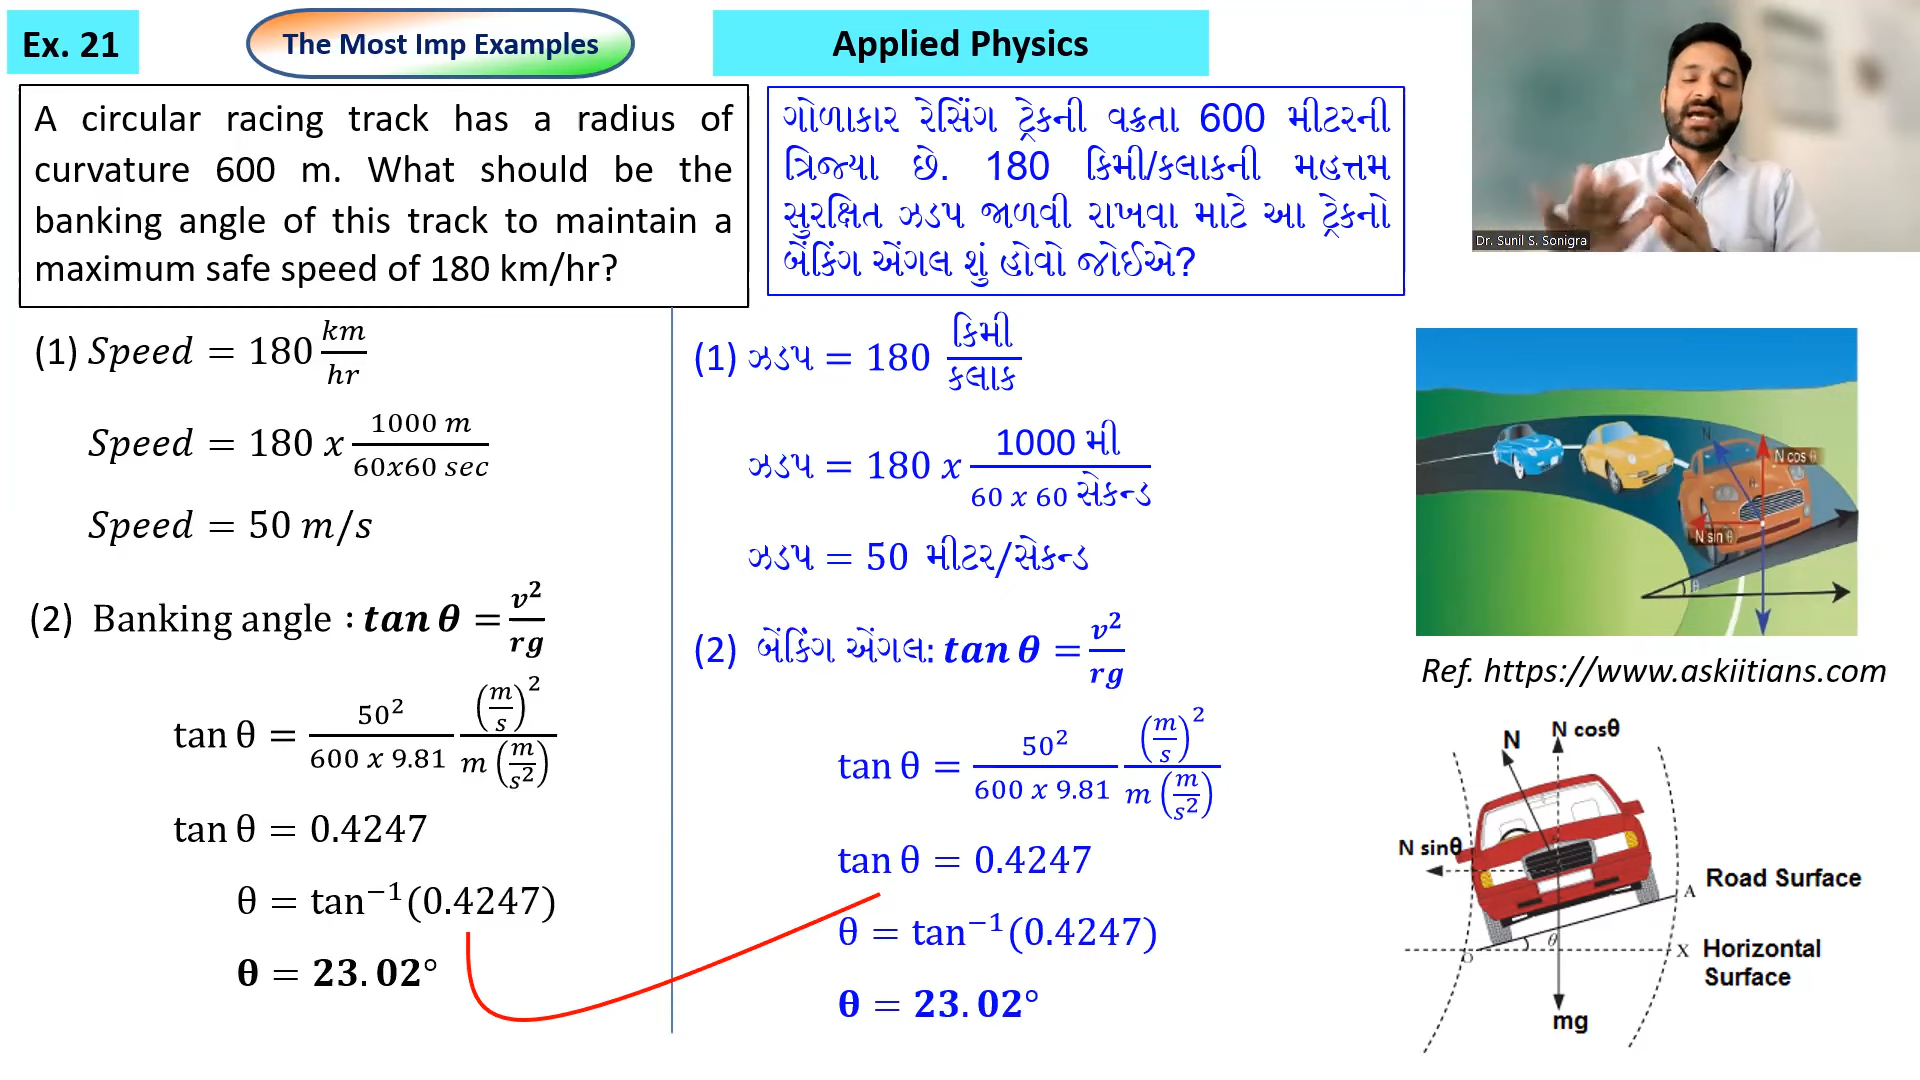 Ex. 21
The Most Imp Examples
Applied Physics
A circular racing track has a radius of
curvature 600 m. What should be the
banking angle of this track to maintain a
maximum safe speed of 180 km/hr?
ગોળાકાર રેસિંગ ટ્રેકની વક્રતા 600 મીટરની
ત્રિજ્યા છે. 180 કિમી/કલાકની મહત્તમ
સુરક્ષિત ઝડપ જાળવી રાખવા માટે આ ટ્રેકનો
બેંકિંગ એંગલ શું હોવો જોઈએ?
Dr. Sunil S. Sonigra
(1) Speed = 180 km/hr
Speed = 180 x 1000 m / 60x60 sec
Speed = 50 m/s
(2) Banking angle : tan θ = v²/rg
tan θ = 50² / 600 x 9.81 (m/s)² / m (m/s²)
tan θ = 0.4247
θ = tan⁻¹(0.4247)
θ = 23.02°
(1) ઝડપ = 180 કિમી/કલાક
ઝડપ = 180 x 1000 મી / 60 x 60 સેકન્ડ
ઝડપ = 50 મીટર/સેકન્ડ
(2) બેંકિંગ એંગલ: tan θ = v²/rg
tan θ = 50² / 600 x 9.81 (m/s)² / m (m/s²)
tan θ = 0.4247
θ = tan⁻¹(0.4247)
θ = 23.02°
N
N cos θ
θ
N sin θ
θ
Ref. https://www.askiitians.com
N
N cosθ
N sinθ
Road Surface
A
θ
O
X
Horizontal
Surface
mg